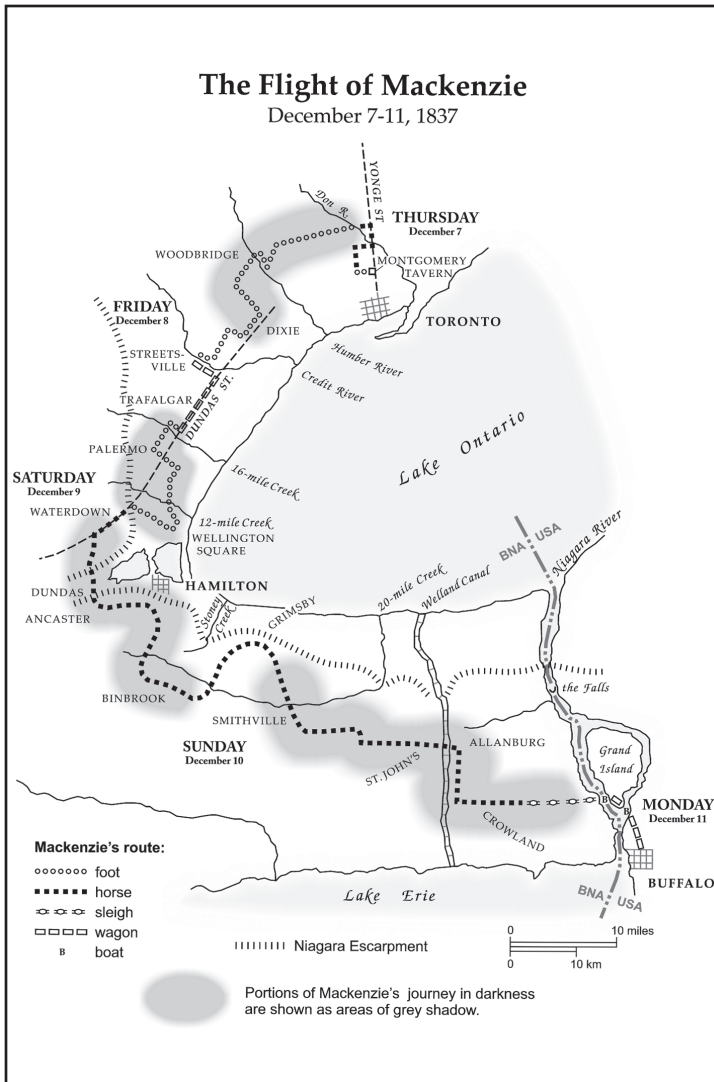 The Flight of Mackenzie
December 7-11, 1837
YONGE ST.
Don R.
THURSDAY
December 7
WOODBRIDGE
MONTGOMERY
TAVERN
FRIDAY
December 8
DIXIE
TORONTO
STREETS-
VILLE
Humber River
Credit River
TRAFALGAR
DUNDAS ST.
Lake Ontario
PALERMO
16-mile Creek
SATURDAY
December 9
WATERDOWN
12-mile Creek
WELLINGTON
SQUARE
BNA USA
Niagara River
DUNDAS
HAMILTON
20-mile Creek
Welland Canal
ANCASTER
Stoney
Creek
GRIMSBY
the Falls
BINBROOK
SMITHVILLE
SUNDAY
December 10
ST. JOHN'S
ALLANBURG
Grand
Island
B
B
MONDAY
December 11
CROWLAND
BUFFALO
BNA USA
Lake Erie
Mackenzie's route:
foot
horse
sleigh
wagon
B boat
Niagara Escarpment
0 10 miles
0 10 km
Portions of Mackenzie's journey in darkness
are shown as areas of grey shadow.